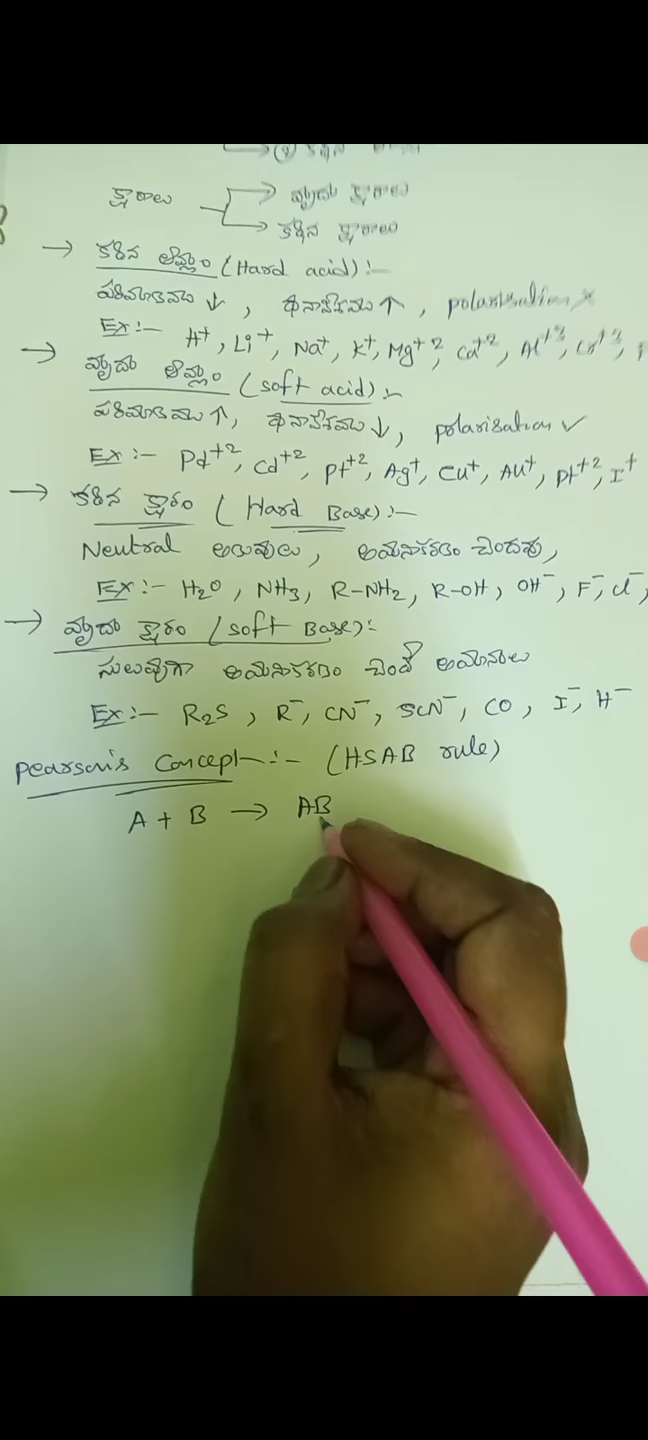 క్షారాలు → మృదు క్షారాలు
→ కఠిన క్షారాలు
→ కఠిన ఆమ్లం (Hard acid):-
పరిమాణము ↓, ధనావేశము ↑, polarisation ×
Ex:- H⁺, Li⁺, Na⁺, K⁺, Mg⁺², Ca⁺², Al⁺³, Cr⁺³,
→ మృదు ఆమ్లం (soft acid):-
పరిమాణము ↑, ధనావేశము ↓, polarisation ✓
Ex:- Pd⁺², Cd⁺², Pt⁺², Ag⁺, Cu⁺, Au⁺, Pt⁺², I⁺
→ కఠిన క్షారం (Hard Base):-
Neutral అణువులు, అయనీకరణం చెందవు,
Ex:- H₂O, NH₃, R-NH₂, R-OH, OH⁻, F⁻, Cl⁻,
→ మృదు క్షారం (soft Base):
సులువుగా అయనీకరణం చెందే అయానులు
Ex:- R₂S, R⁻, CN⁻, SCN⁻, CO, I⁻, H⁻
Pearson's Concept:- (HSAB rule)
A + B → AB